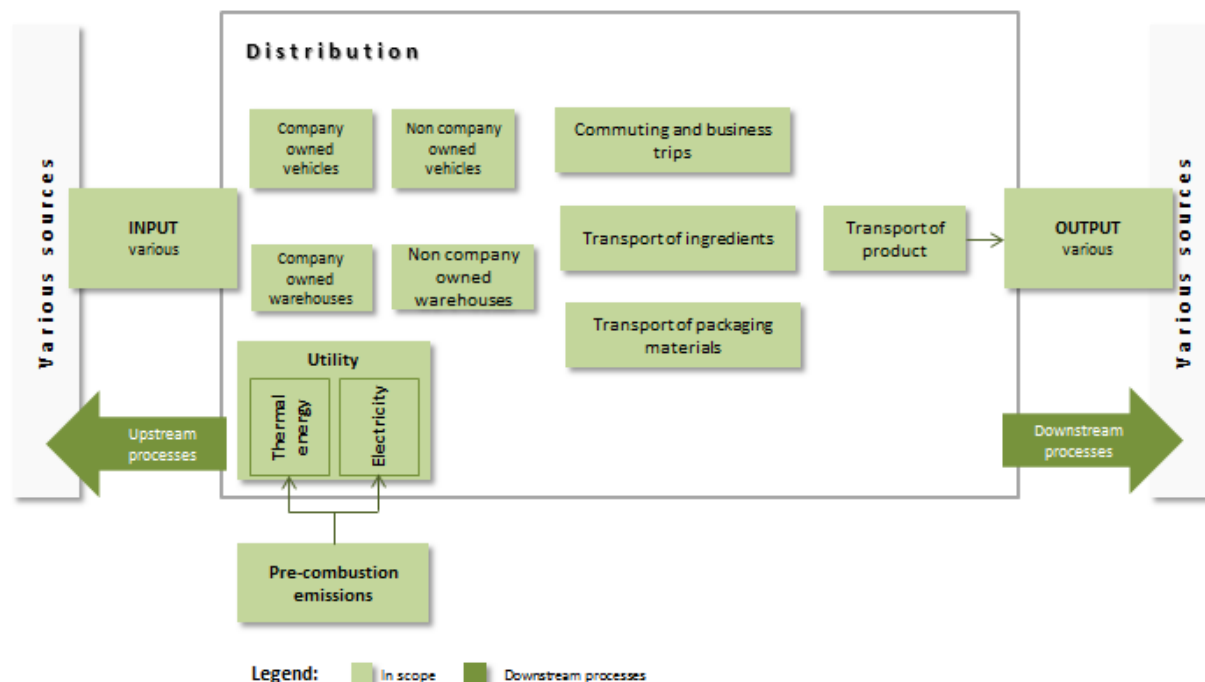 Distribution
Various sources
INPUT
various
Company
owned
vehicles
Non company
owned
vehicles
Commuting and business
trips
Company
owned
warehouses
Non company
owned
warehouses
Transport of ingredients
Transport of packaging
materials
Transport of
product
OUTPUT
various
Various sources
Utility
Thermal
energy
Electricity
Upstream
processes
Downstream
processes
Pre-combustion
emissions
Legend:
In scope
Downstream processes